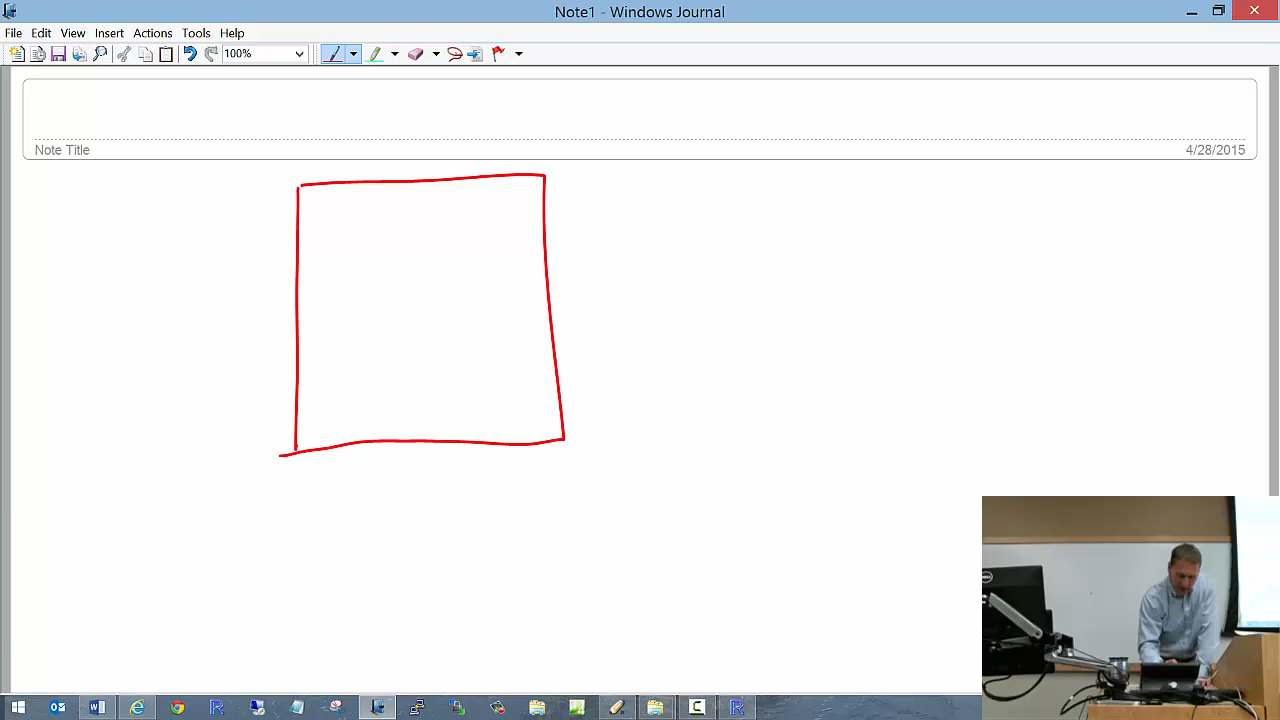 Note1 - Windows Journal
File Edit View Insert Actions Tools Help
100%
Note Title
4/28/2015